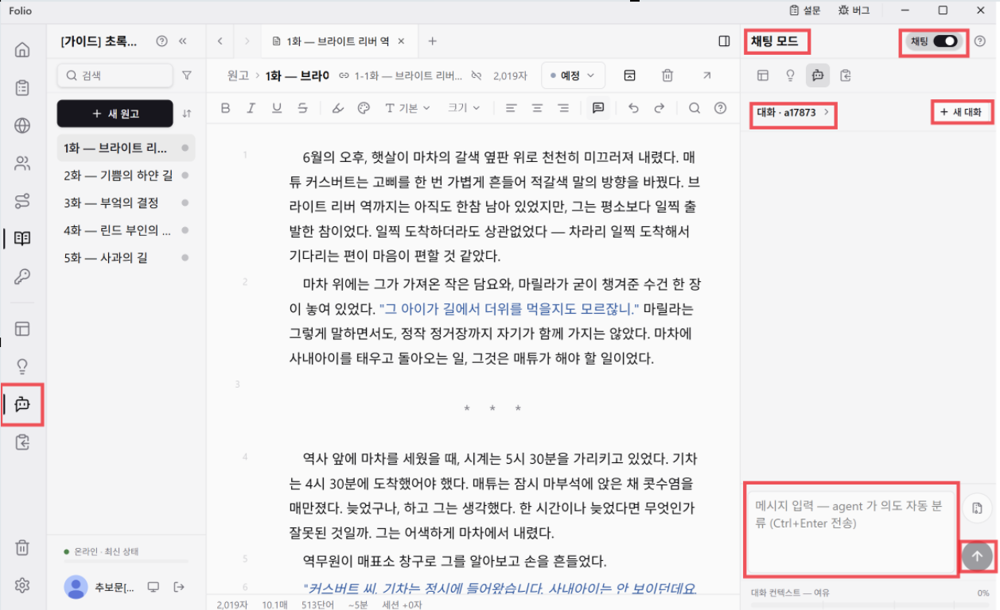 Folio
설문
버그
[가이드] 초록...
1화 — 브라이트 리버 역
채팅 모드
채팅
검색
원고 › 1화 — 브라이
1-1화 — 브라이트 리버...
2,019자
예정
+ 새 원고
기본
크기
대화 · a17873
+ 새 대화
1화 — 브라이트 리...
2화 — 기쁨의 하얀 길
3화 — 부엌의 결정
4화 — 린드 부인의 ...
5화 — 사과의 길
1
6월의 오후, 햇살이 마차의 갈색 옆판 위로 천천히 미끄러져 내렸다. 매
튜 커스버트는 고삐를 한 번 가볍게 흔들어 적갈색 말의 방향을 바꿨다. 브
라이트 리버 역까지는 아직도 한참 남아 있었지만, 그는 평소보다 일찍 출
발한 참이었다. 일찍 도착하더라도 상관없었다 — 차라리 일찍 도착해서
기다리는 편이 마음이 편할 것 같았다.
2
마차 위에는 그가 가져온 작은 담요와, 마릴라가 굳이 챙겨준 수건 한 장
이 놓여 있었다. "그 아이가 길에서 더위를 먹을지도 모르잖니." 마릴라는
그렇게 말하면서도, 정작 정거장까지 자기가 함께 가지는 않았다. 마차에
사내아이를 태우고 돌아오는 일, 그것은 매튜가 해야 할 일이었다.
3
* * *
4
역사 앞에 마차를 세웠을 때, 시계는 5시 30분을 가리키고 있었다. 기차
는 4시 30분에 도착했어야 했다. 매튜는 잠시 마부석에 앉은 채 콧수염을
매만졌다. 늦었구나, 하고 그는 생각했다. 한 시간이나 늦었다면 무엇인가
잘못된 것일까. 그는 어색하게 마차에서 내렸다.
5
역무원이 매표소 창구로 그를 알아보고 손을 흔들었다.
6
"커스버트 씨, 기차는 정시에 들어왔습니다. 사내아이는 안 보이던데요.
메시지 입력 — agent 가 의도 자동 분
류 (Ctrl+Enter 전송)
온라인 · 최신 상태
추보문[...
2,019자
10.1매
513단어
~5분
세션 +0자
대화 컨텍스트 — 여유
0%